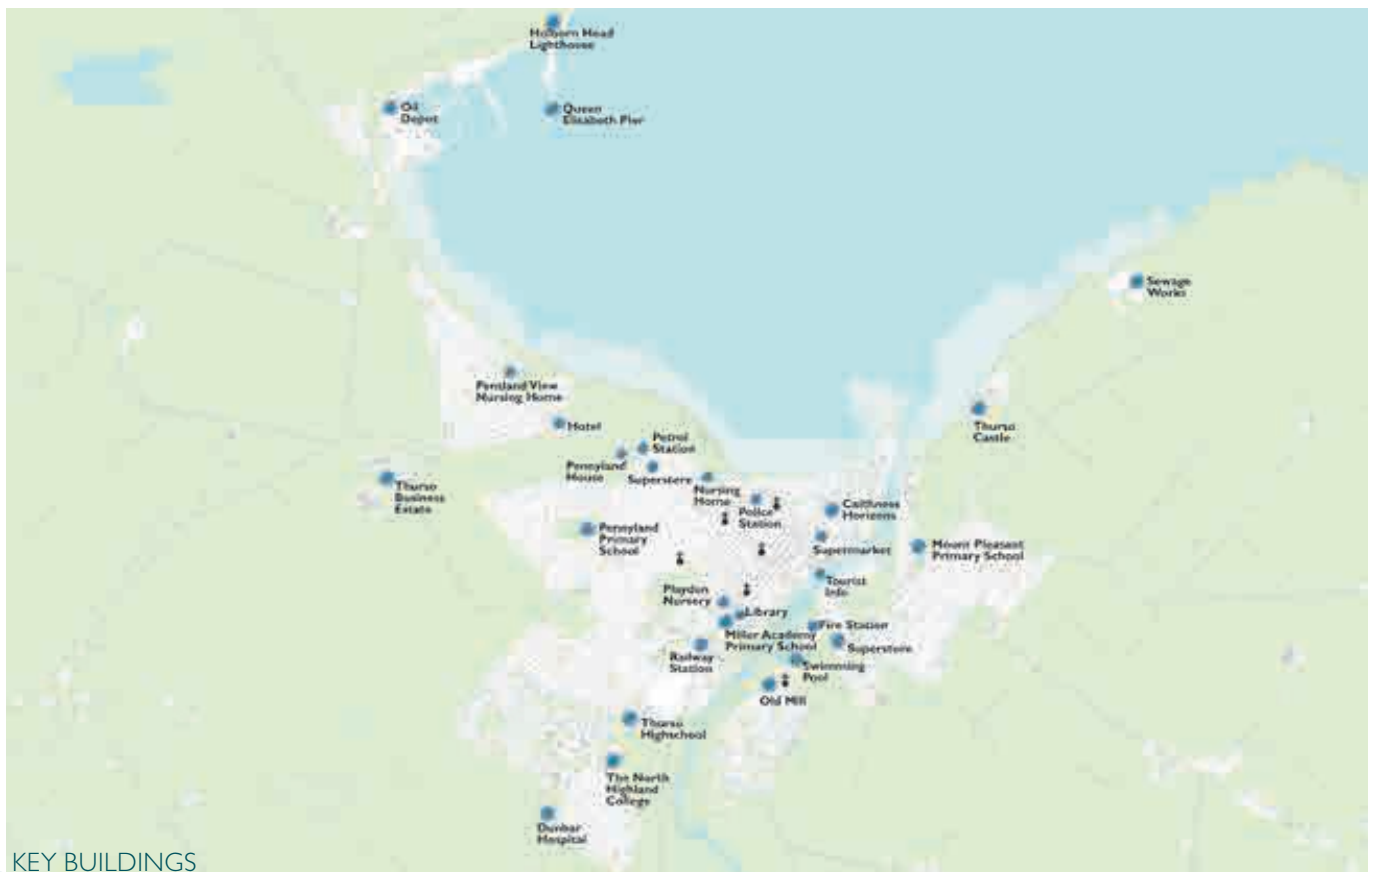 Holborn Head
Lighthouse
Oil
Depot
Queen
Elisabeth Pier
Sewage
Works
Pentland View
Nursing Home
Hotel
Thurso
Castle
Petrol
Station
Pennyland
House
Superstore
Thurso
Business
Estate
Nursing
Home
Police
Station
Caithness
Horizons
Pennyland
Primary
School
Supermarket
Mount Pleasant
Primary School
Tourist
Info
Playden
Nursery
Library
Fire Station
Miller Academy
Primary School
Superstore
Railway
Station
Swimming
Pool
Old Mill
Thurso
Highschool
The North
Highland
College
Dunbar
Hospital
KEY BUILDINGS